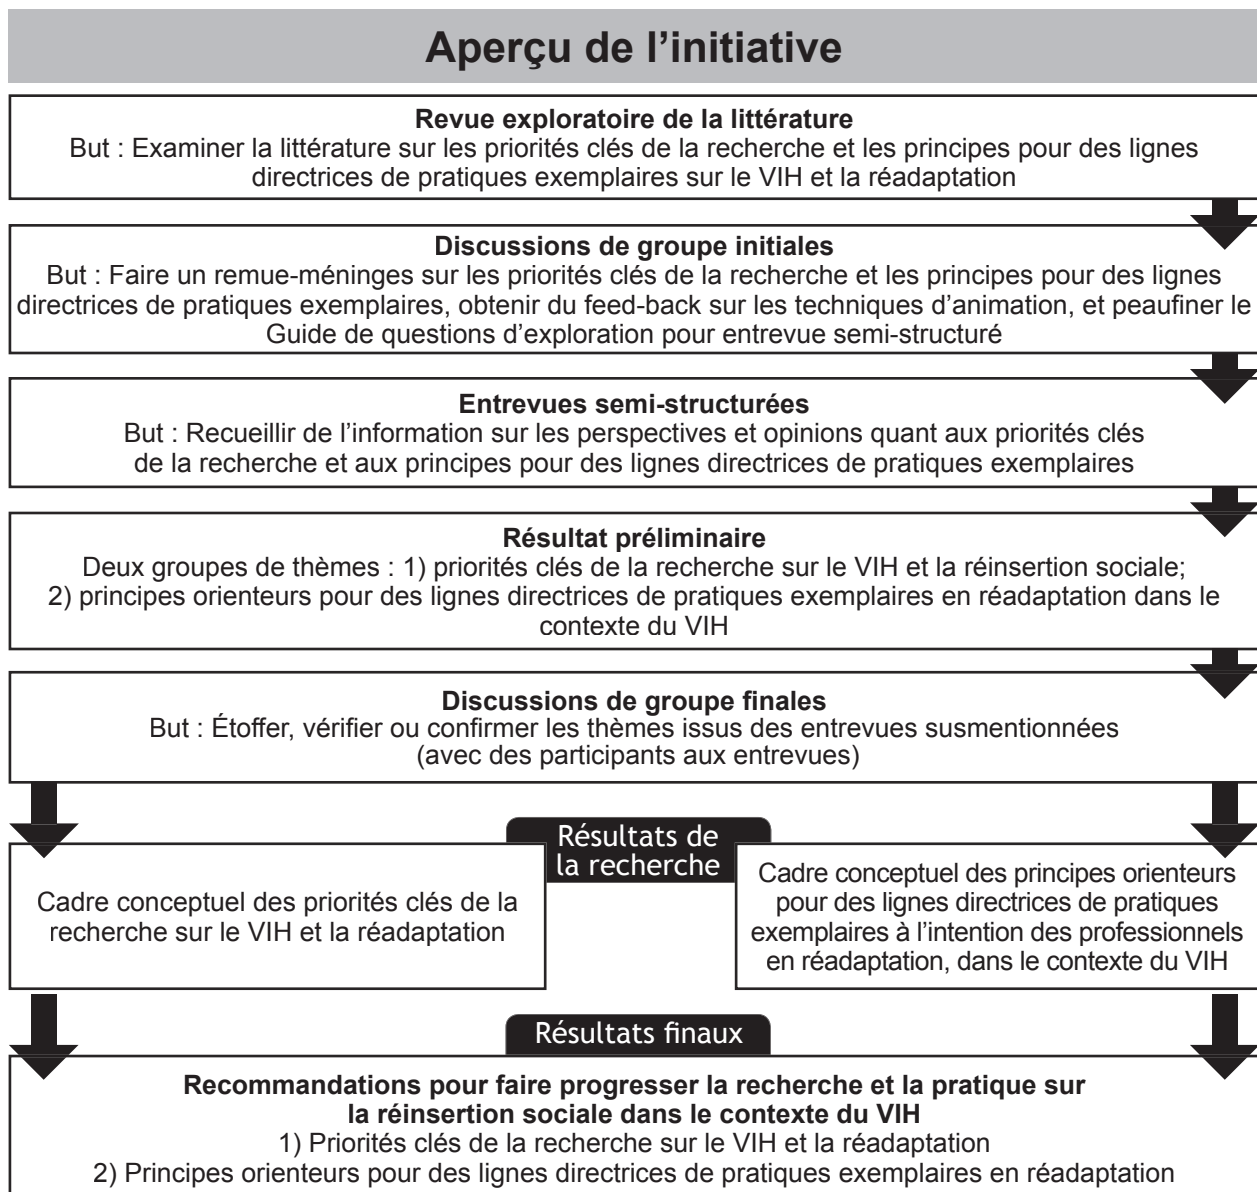 Aperçu de l’initiative
Revue exploratoire de la littérature
But : Examiner la littérature sur les priorités clés de la recherche et les principes pour des lignes
directrices de pratiques exemplaires sur le VIH et la réadaptation
Discussions de groupe initiales
But : Faire un remue-méninges sur les priorités clés de la recherche et les principes pour des lignes
directrices de pratiques exemplaires, obtenir du feed-back sur les techniques d’animation, et peaufiner le
Guide de questions d’exploration pour entrevue semi-structuré
Entrevues semi-structurées
But : Recueillir de l’information sur les perspectives et opinions quant aux priorités clés
de la recherche et aux principes pour des lignes directrices de pratiques exemplaires
Résultat préliminaire
Deux groupes de thèmes : 1) priorités clés de la recherche sur le VIH et la réinsertion sociale;
2) principes orienteurs pour des lignes directrices de pratiques exemplaires en réadaptation dans le
contexte du VIH
Discussions de groupe finales
But : Étoffer, vérifier ou confirmer les thèmes issus des entrevues susmentionnées
(avec des participants aux entrevues)
Résultats de
la recherche
Cadre conceptuel des priorités clés de la
recherche sur le VIH et la réadaptation
Cadre conceptuel des principes orienteurs
pour des lignes directrices de pratiques
exemplaires à l’intention des professionnels
en réadaptation, dans le contexte du VIH
Résultats finaux
Recommandations pour faire progresser la recherche et la pratique sur
la réinsertion sociale dans le contexte du VIH
1) Priorités clés de la recherche sur le VIH et la réadaptation
2) Principes orienteurs pour des lignes directrices de pratiques exemplaires en réadaptation